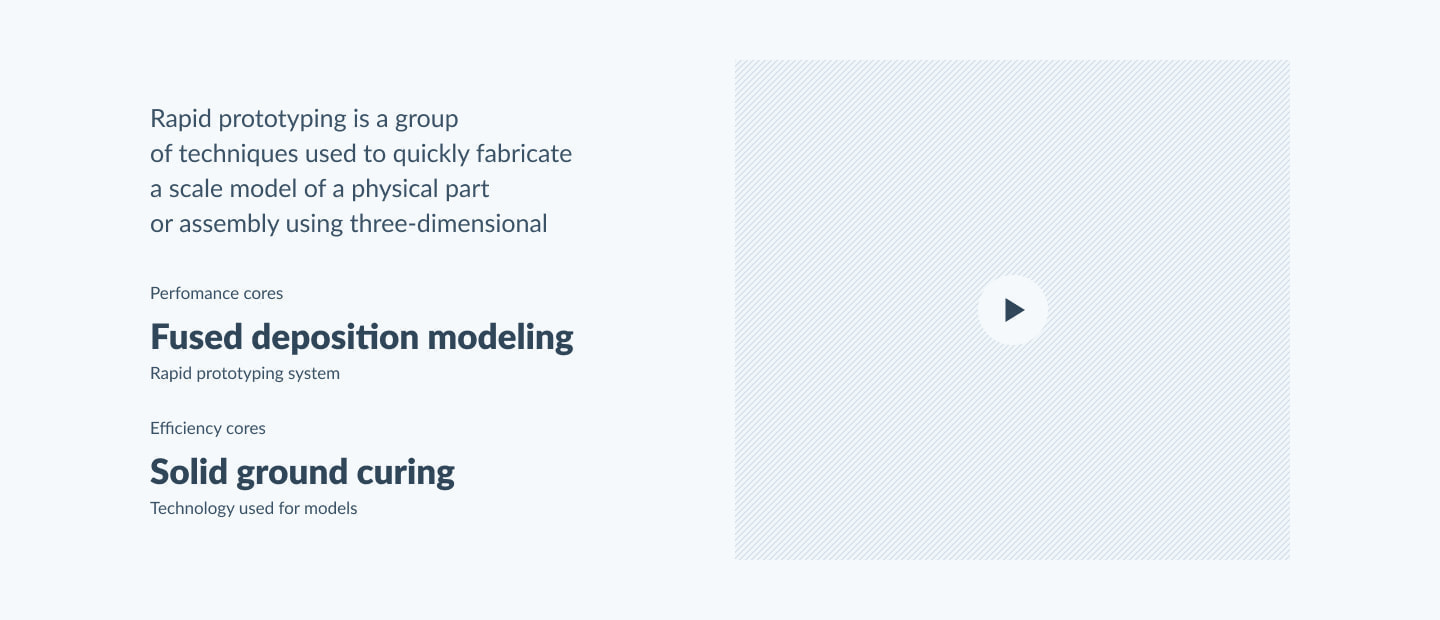 Rapid prototyping is a group
of techniques used to quickly fabricate
a scale model of a physical part
or assembly using three-dimensional
Perfomance cores
Fused deposition modeling
Rapid prototyping system
Efficiency cores
Solid ground curing
Technology used for models